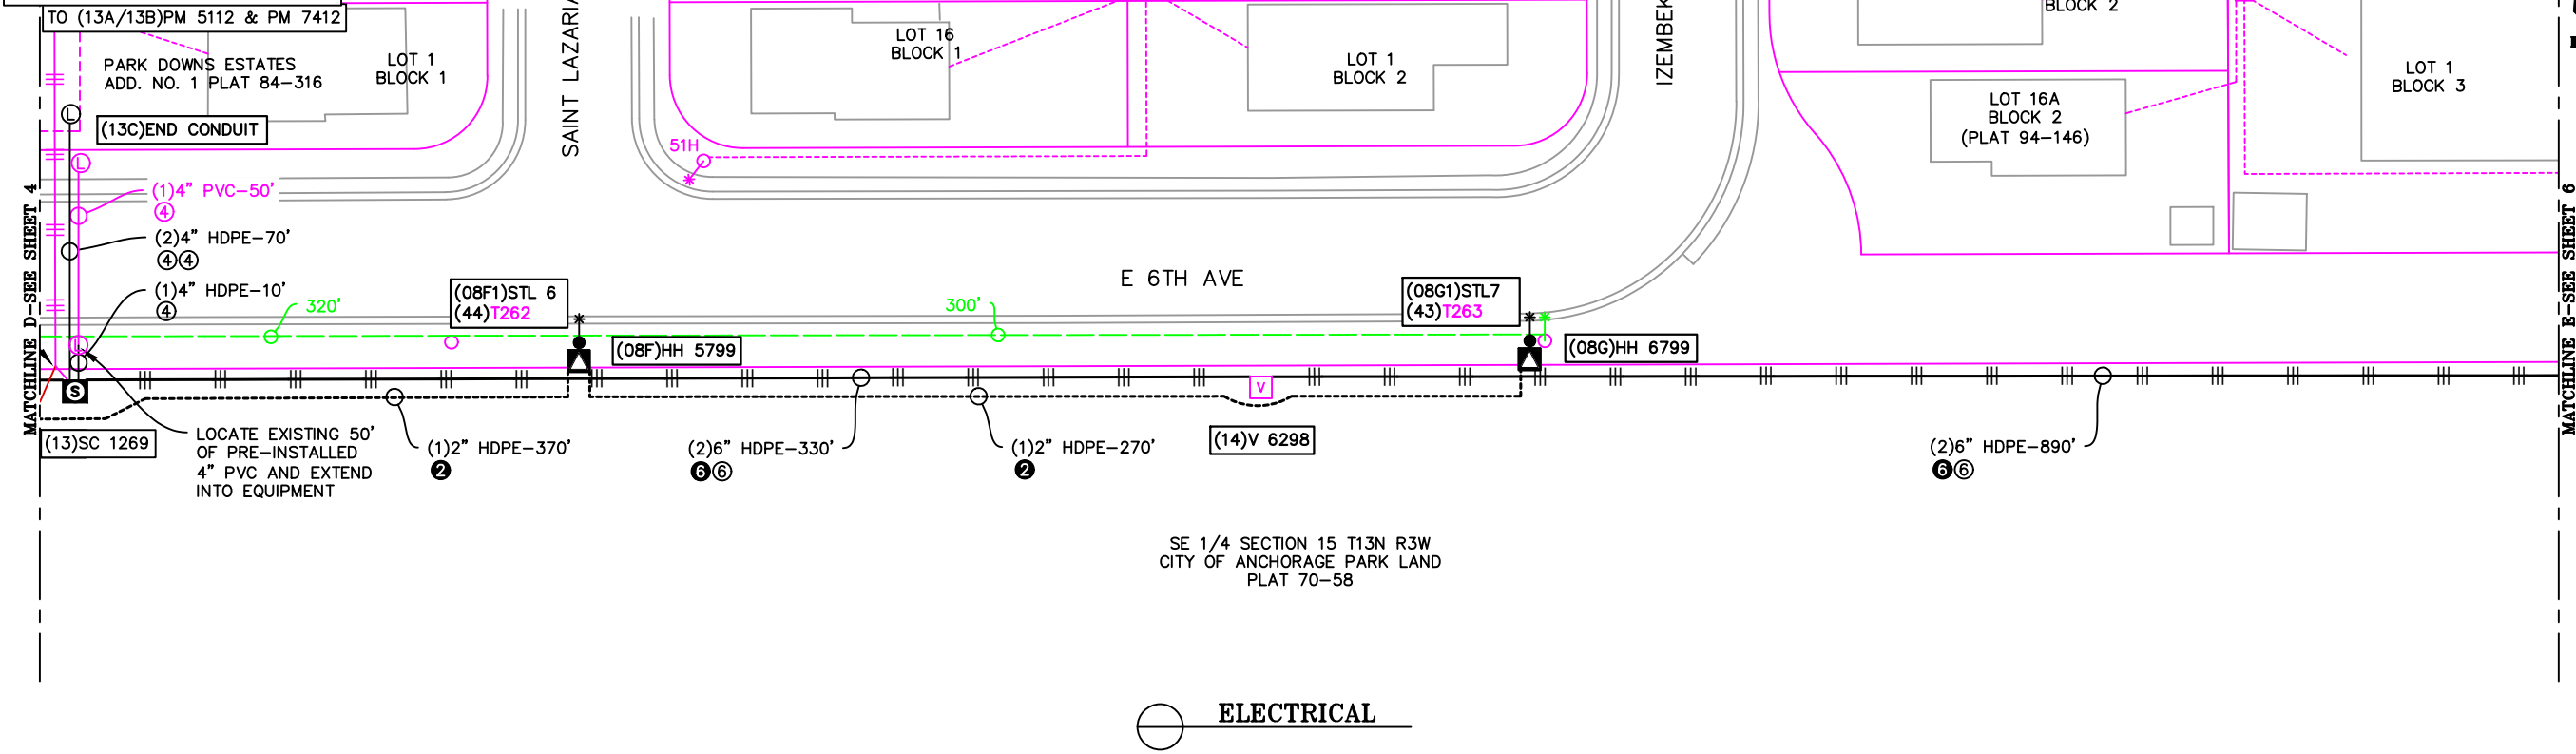 TO (13A/13B)PM 5112 & PM 7412
PARK DOWNS ESTATES
ADD. NO. 1 PLAT 84-316
LOT 1
BLOCK 1
(13C)END CONDUIT
SAINT LAZARIA
LOT 16
BLOCK 1
LOT 1
BLOCK 2
IZEMBEK
BLOCK 2
LOT 16A
BLOCK 2
(PLAT 94-146)
LOT 1
BLOCK 3
51H
L
L
(1)4" PVC-50'
4
(2)4" HDPE-70'
4 4
(1)4" HDPE-10'
4
L
320'
(08F1)STL 6
(44)T262
(08F)HH 5799
E 6TH AVE
300'
(08G1)STL7
(43)T263
(08G)HH 6799
MATCHLINE D-SEE SHEET 4
MATCHLINE E-SEE SHEET 6
S
V
(13)SC 1269
LOCATE EXISTING 50'
OF PRE-INSTALLED
4" PVC AND EXTEND
INTO EQUIPMENT
(1)2" HDPE-370'
2
(2)6" HDPE-330'
6 6
(1)2" HDPE-270'
2
(14)V 6298
(2)6" HDPE-890'
6 6
SE 1/4 SECTION 15 T13N R3W
CITY OF ANCHORAGE PARK LAND
PLAT 70-58
ELECTRICAL